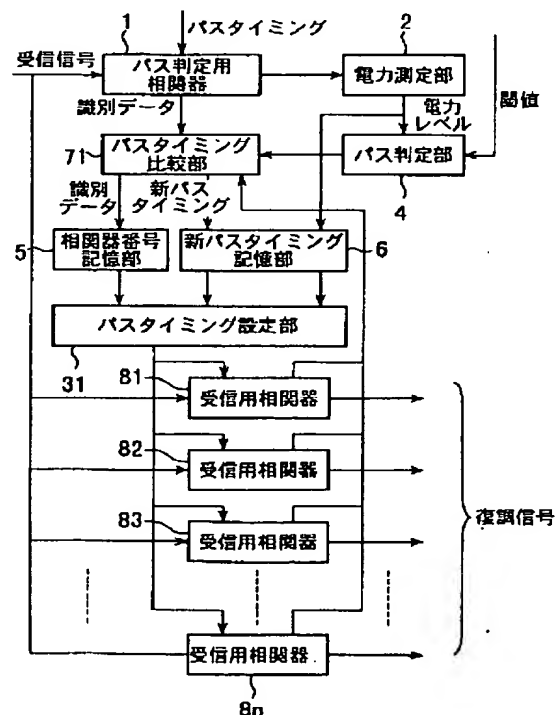 パスタイミング
1
2
受信信号
パス判定用
相関器
電力測定部
閾値
識別データ
電力
レベル
71
パスタイミング
比較部
パス判定部
4
識別
データ
新パス
タイミング
5
相関器番号
記憶部
新パスタイミング
記憶部
6
パスタイミング設定部
31
81
受信用相関器
82
受信用相関器
83
受信用相関器
復調信号
受信用相関器
8n